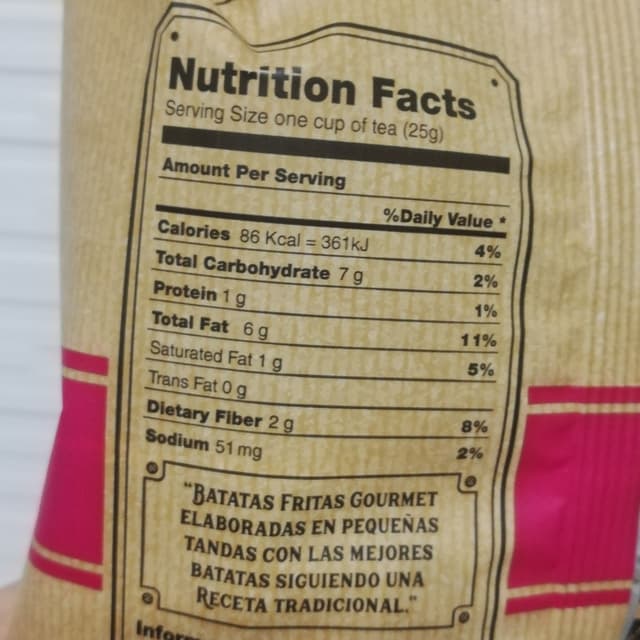 Nutrition Facts
Serving Size one cup of tea (25g)
Amount Per Serving
%Daily Value *
Calories 86 Kcal = 361kJ 4%
Total Carbohydrate 7 g 2%
Protein 1 g 1%
Total Fat 6 g 11%
Saturated Fat 1 g 5%
Trans Fat 0 g
Dietary Fiber 2 g 8%
Sodium 51 mg 2%
"BATATAS FRITAS GOURMET
ELABORADAS EN PEQUEÑAS
TANDAS CON LAS MEJORES
BATATAS SIGUIENDO UNA
RECETA TRADICIONAL."